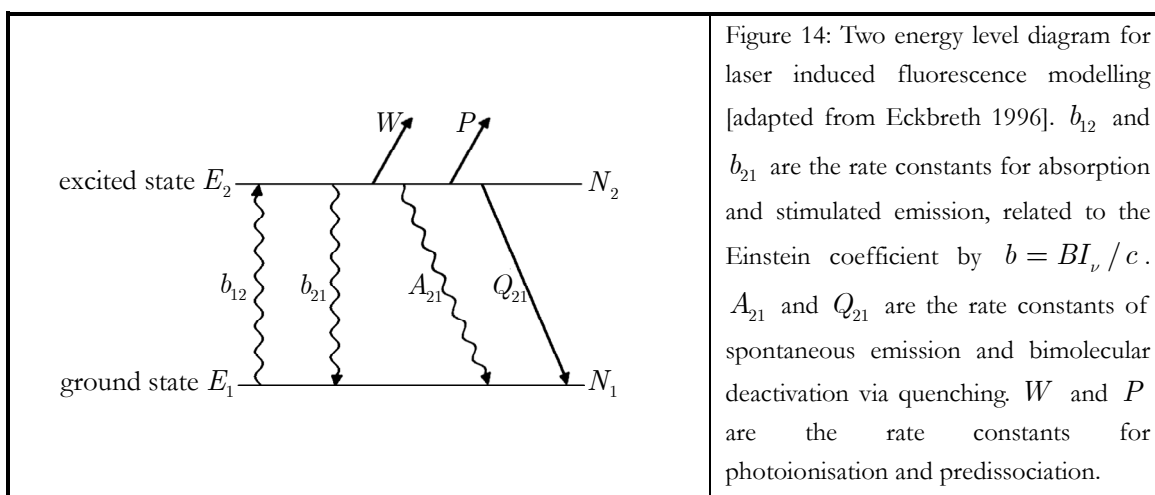 W P
excited state E₂ N₂
b₁₂ b₂₁ A₂₁ Q₂₁
ground state E₁ N₁
Figure 14: Two energy level diagram for
laser induced fluorescence modelling
[adapted from Eckbreth 1996]. b₁₂ and
b₂₁ are the rate constants for absorption
and stimulated emission, related to the
Einstein coefficient by b = BIᵥ / c.
A₂₁ and Q₂₁ are the rate constants of
spontaneous emission and bimolecular
deactivation via quenching. W and P
are the rate constants for
photoionisation and predissociation.